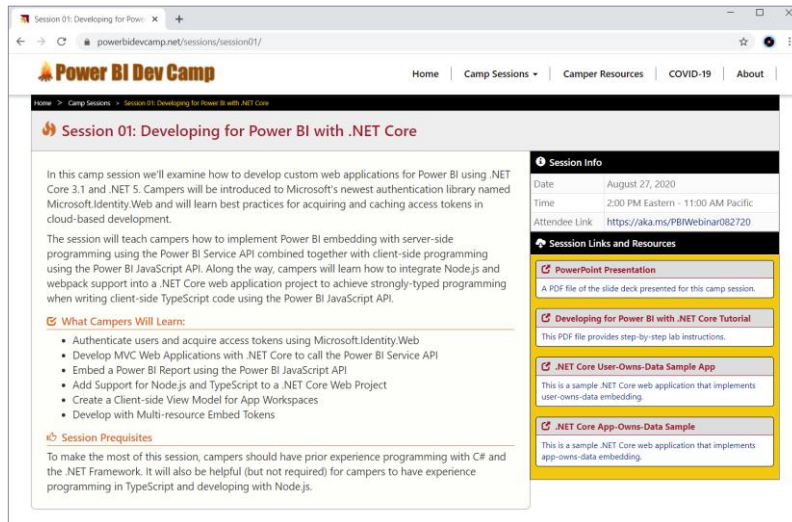 Session 01: Developing for Powe
powerbidevcamp.net/sessions/session01/
Power BI Dev Camp
Home
Camp Sessions
Camper Resources
COVID-19
About
Home > Camp Sessions > Session 01: Developing for Power BI with .NET Core
Session 01: Developing for Power BI with .NET Core
In this camp session we'll examine how to develop custom web applications for Power BI using .NET
Core 3.1 and .NET 5. Campers will be introduced to Microsoft's newest authentication library named
Microsoft.Identity.Web and will learn best practices for acquiring and caching access tokens in
cloud-based development.
The session will teach campers how to implement Power BI embedding with server-side
programming using the Power BI Service API combined together with client-side programming
using the Power BI JavaScript API. Along the way, campers will learn how to integrate Node.js and
webpack support into a .NET Core web application project to achieve strongly-typed programming
when writing client-side TypeScript code using the Power BI JavaScript API.
What Campers Will Learn:
• Authenticate users and acquire access tokens using Microsoft.Identity.Web
• Develop MVC Web Applications with .NET Core to call the Power BI Service API
• Embed a Power BI Report using the Power BI JavaScript API
• Add Support for Node.js and TypeScript to a .NET Core Web Project
• Create a Client-side View Model for App Workspaces
• Develop with Multi-resource Embed Tokens
Session Prequisites
To make the most of this session, campers should have prior experience programming with C# and
the .NET Framework. It will also be helpful (but not required) for campers to have experience
programming in TypeScript and developing with Node.js.
Session Info
Date August 27, 2020
Time 2:00 PM Eastern - 11:00 AM Pacific
Attendee Link https://aka.ms/PBIWebinar082720
Sesssion Links and Resources
PowerPoint Presentation
A PDF file of the slide deck presented for this camp session.
Developing for Power BI with .NET Core Tutorial
This PDF file provides step-by-step lab instructions.
.NET Core User-Owns-Data Sample App
This is a sample .NET Core web application that implements
user-owns-data embedding.
.NET Core App-Owns-Data Sample
This is a sample .NET Core web application that implements
app-owns-data embedding.